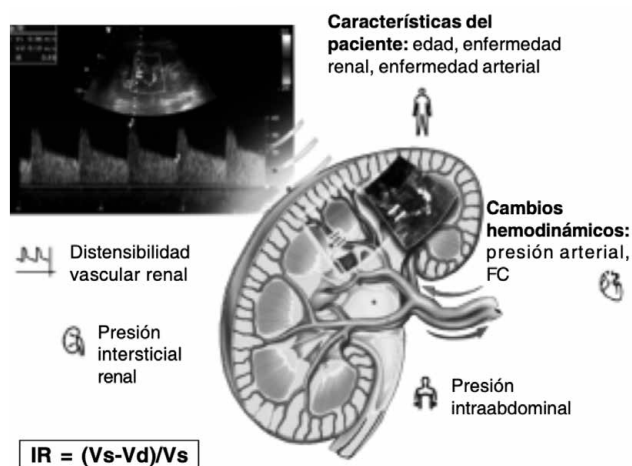 Características del
paciente: edad, enfermedad
renal, enfermedad arterial
Cambios
hemodinámicos:
presión arterial,
FC
Distensibilidad
vascular renal
Presión
intersticial
renal
Presión
intraabdominal
IR = (Vs-Vd)/Vs